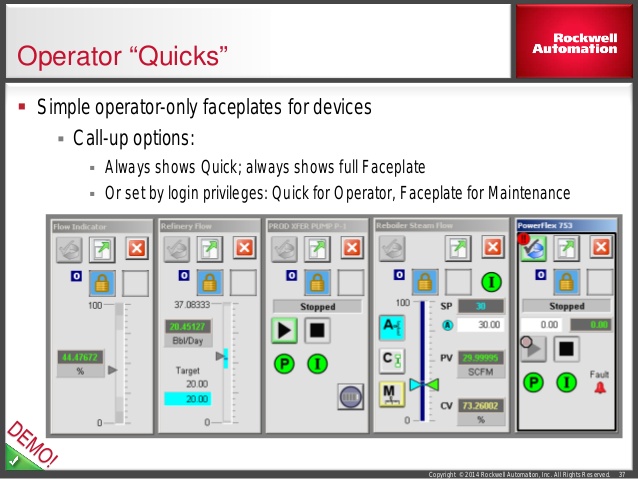 Operator “Quicks”
Rockwell
Automation
Simple operator-only faceplates for devices
Call-up options:
Always shows Quick; always shows full Faceplate
Or set by login privileges: Quick for Operator, Faceplate for Maintenance
Flow Indicator
O
100
44.47672
%
0
Refinery Flow
O
37.08333
20.45127
Bbl/Day
Target
20.00
20.00
0
PROD XFER PUMP P-1
O
Stopped
P I
Reboiler Steam Flow
O
I
100
SP 30
A 30.00
A
C
PV 29.99995
SCFM
M
CV 73.26002
0 %
PowerFlex 753
O
Stopped
0.00 0.00
P I
Fault
DEMO!
Copyright © 2014 Rockwell Automation, Inc. All Rights Reserved. 37